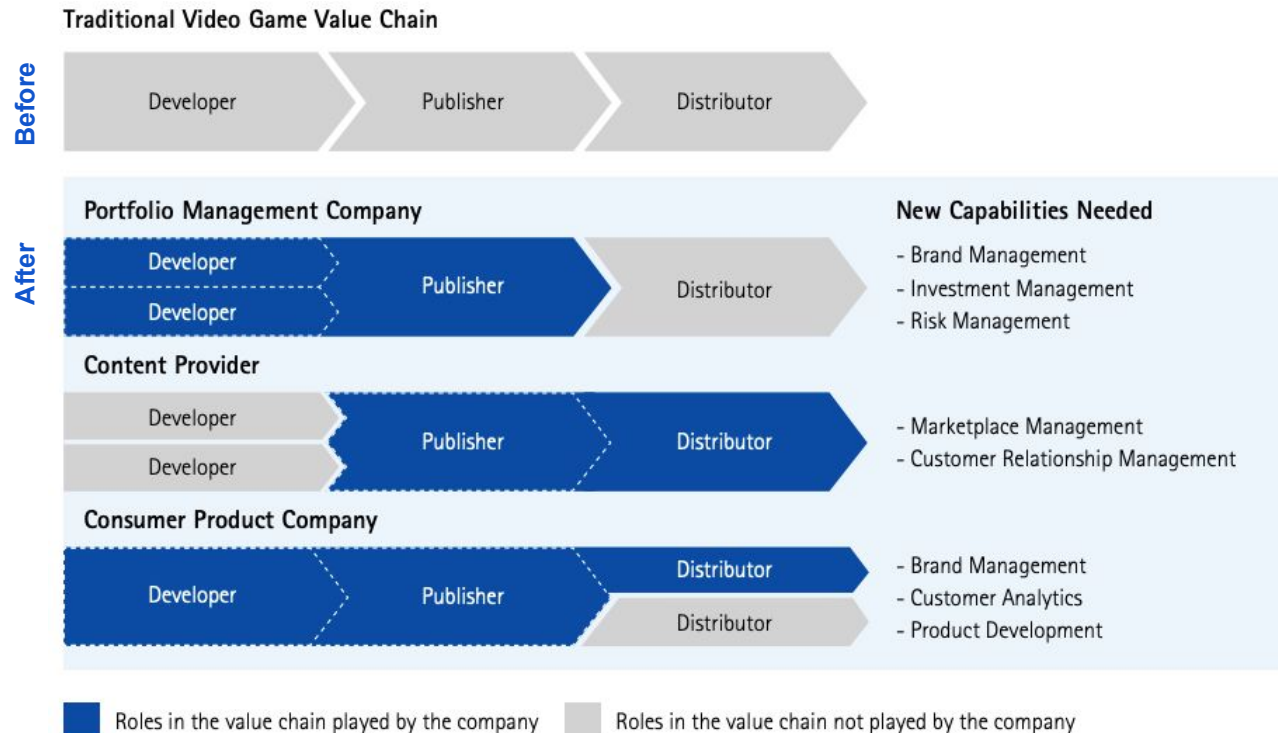 Traditional Video Game Value Chain
Before
Developer
Publisher
Distributor
After
Portfolio Management Company
New Capabilities Needed
Developer
Developer
Publisher
Distributor
- Brand Management
- Investment Management
- Risk Management
Content Provider
Developer
Developer
Publisher
Distributor
- Marketplace Management
- Customer Relationship Management
Consumer Product Company
Developer
Publisher
Distributor
Distributor
- Brand Management
- Customer Analytics
- Product Development
Roles in the value chain played by the company
Roles in the value chain not played by the company